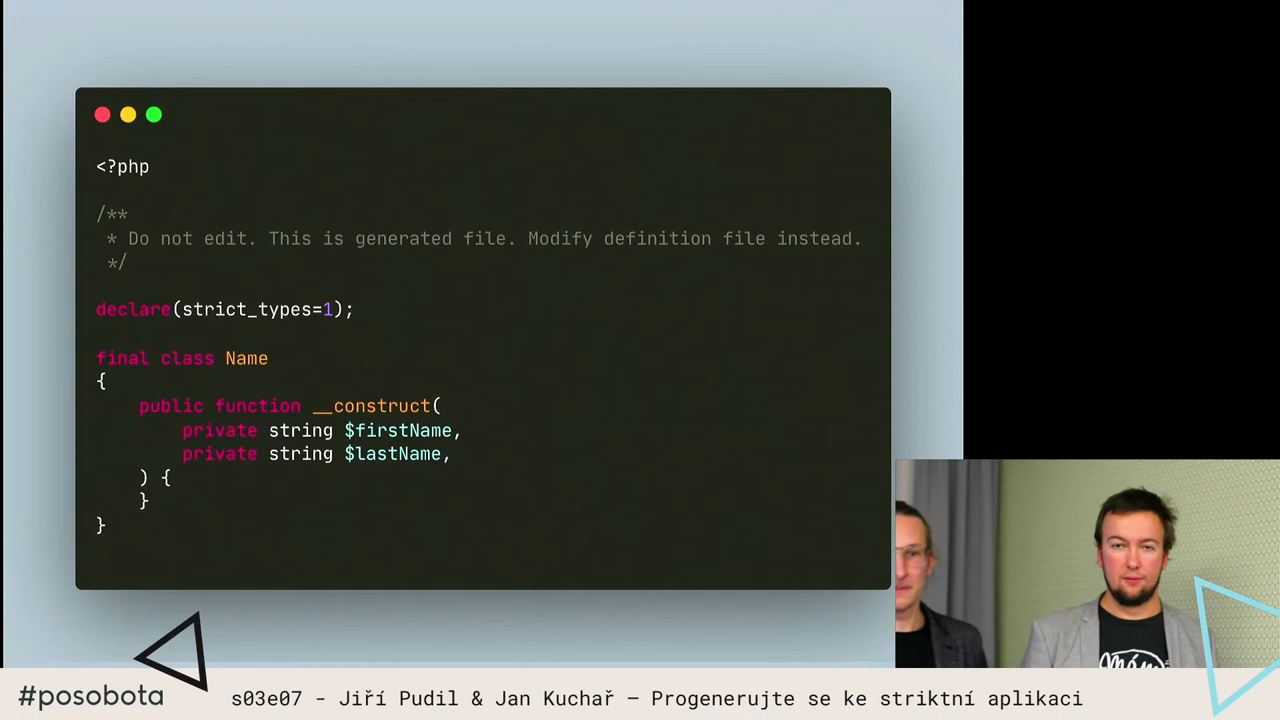 <?php
/**
 * Do not edit. This is generated file. Modify definition file instead.
 */
declare(strict_types=1);
final class Name
{
    public function __construct(
        private string $firstName,
        private string $lastName,
    ) {
    }
}
#posobota
s03e07 - Jiří Pudil & Jan Kuchař – Progenerujte se ke striktní aplikaci